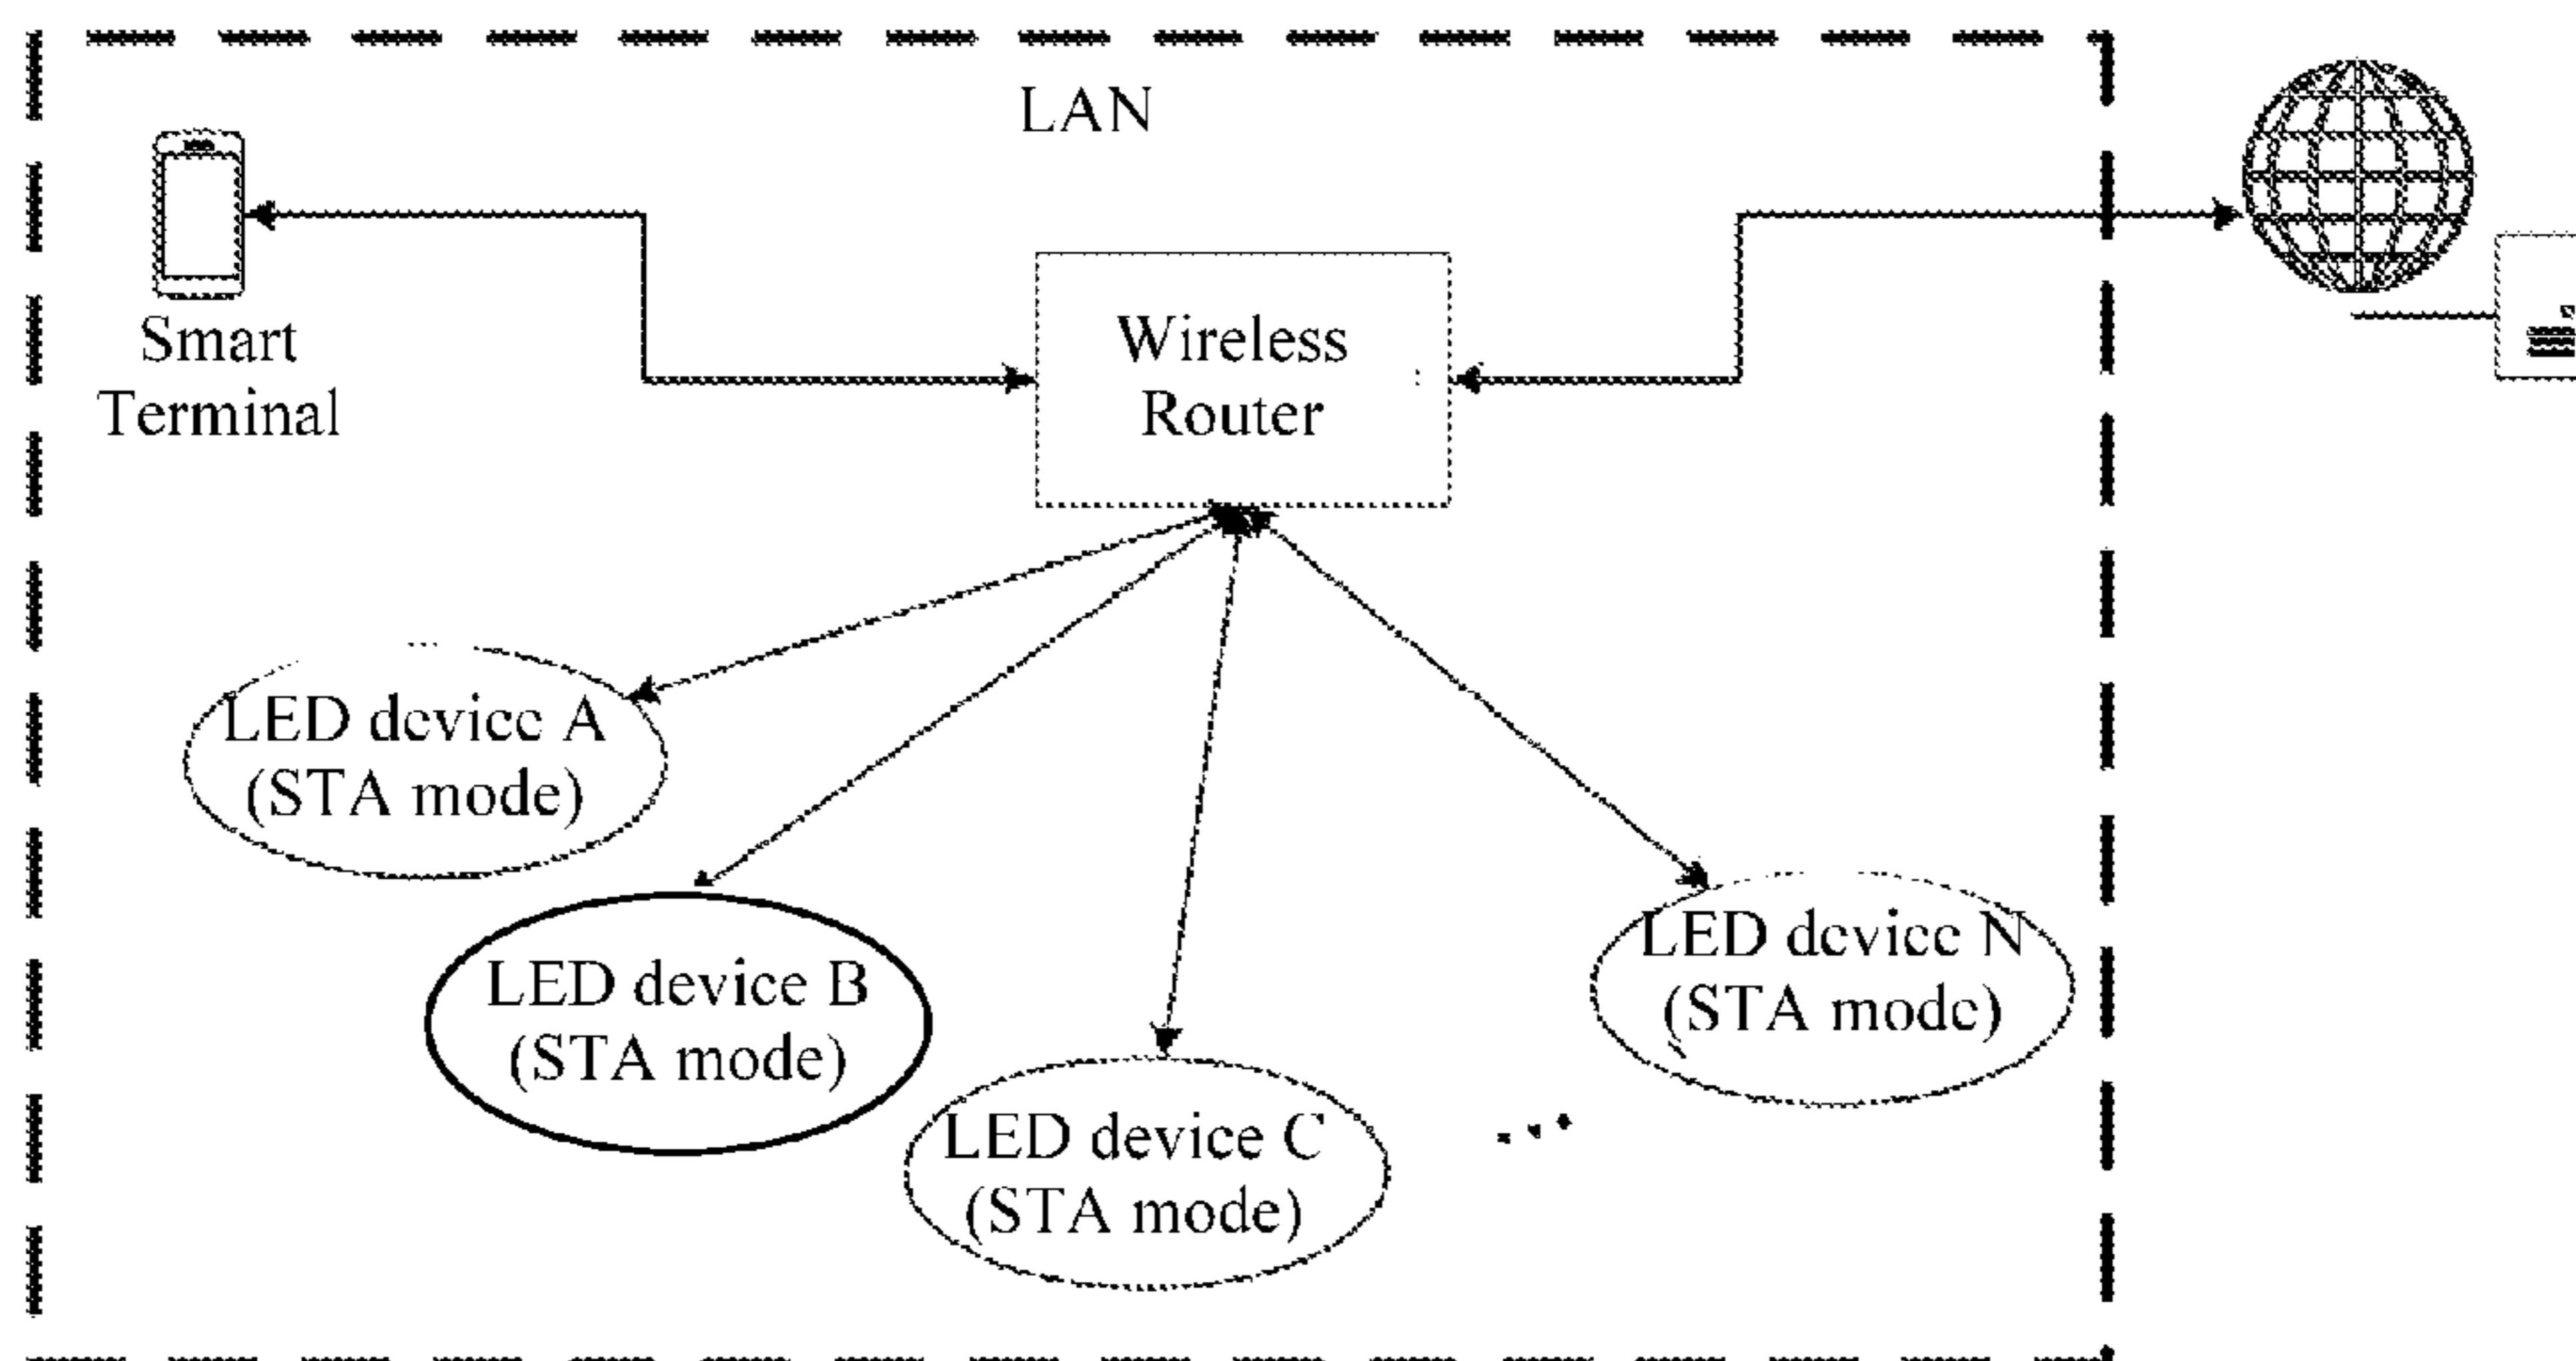 LAN
Smart
Terminal
Wireless
Router
LED device A
(STA mode)
LED device B
(STA mode)
LED device C
(STA mode)
...
LED device N
(STA mode)